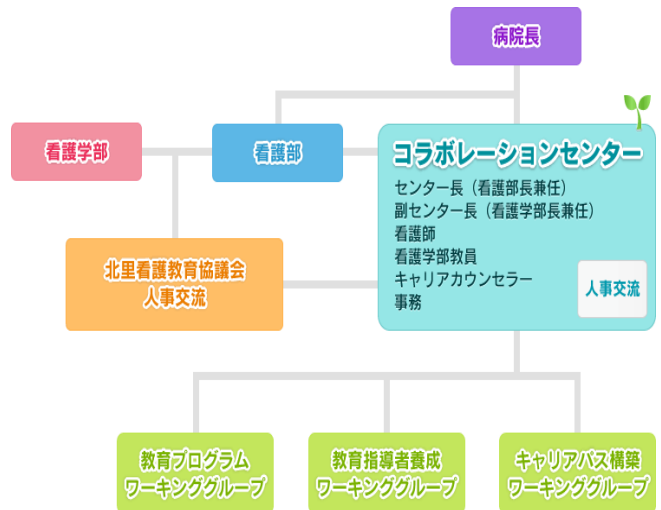 病院長
看護学部
看護部
コラボレーションセンター
センター長（看護部長兼任）
副センター長（看護学部長兼任）
看護師
看護学部教員
キャリアカウンセラー
事務
人事交流
北里看護教育協議会
人事交流
教育プログラム
ワーキンググループ
教育指導者養成
ワーキンググループ
キャリアパス構築
ワーキンググループ